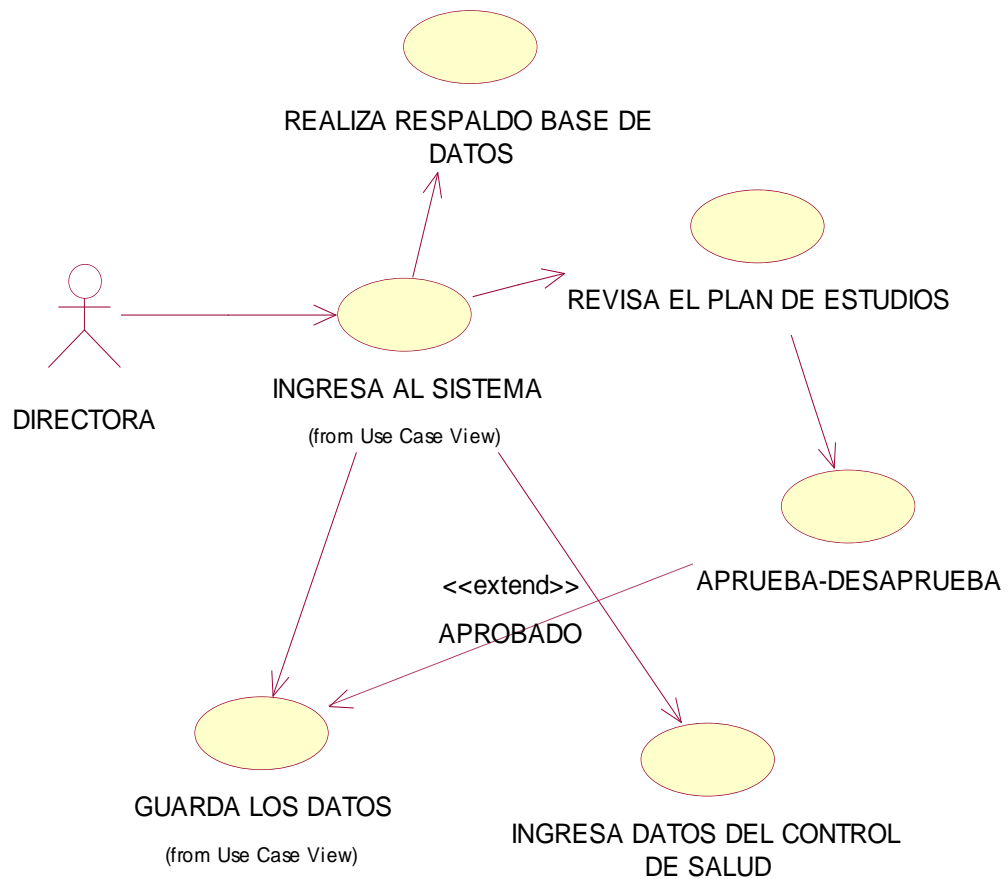 REALIZA RESPALDO BASE DE
DATOS
REVISA EL PLAN DE ESTUDIOS
INGRESA AL SISTEMA
(from Use Case View)
DIRECTORA
<<extend>>
APROBADO
APRUEBA-DESAPRUEBA
GUARDA LOS DATOS
(from Use Case View)
INGRESA DATOS DEL CONTROL
DE SALUD